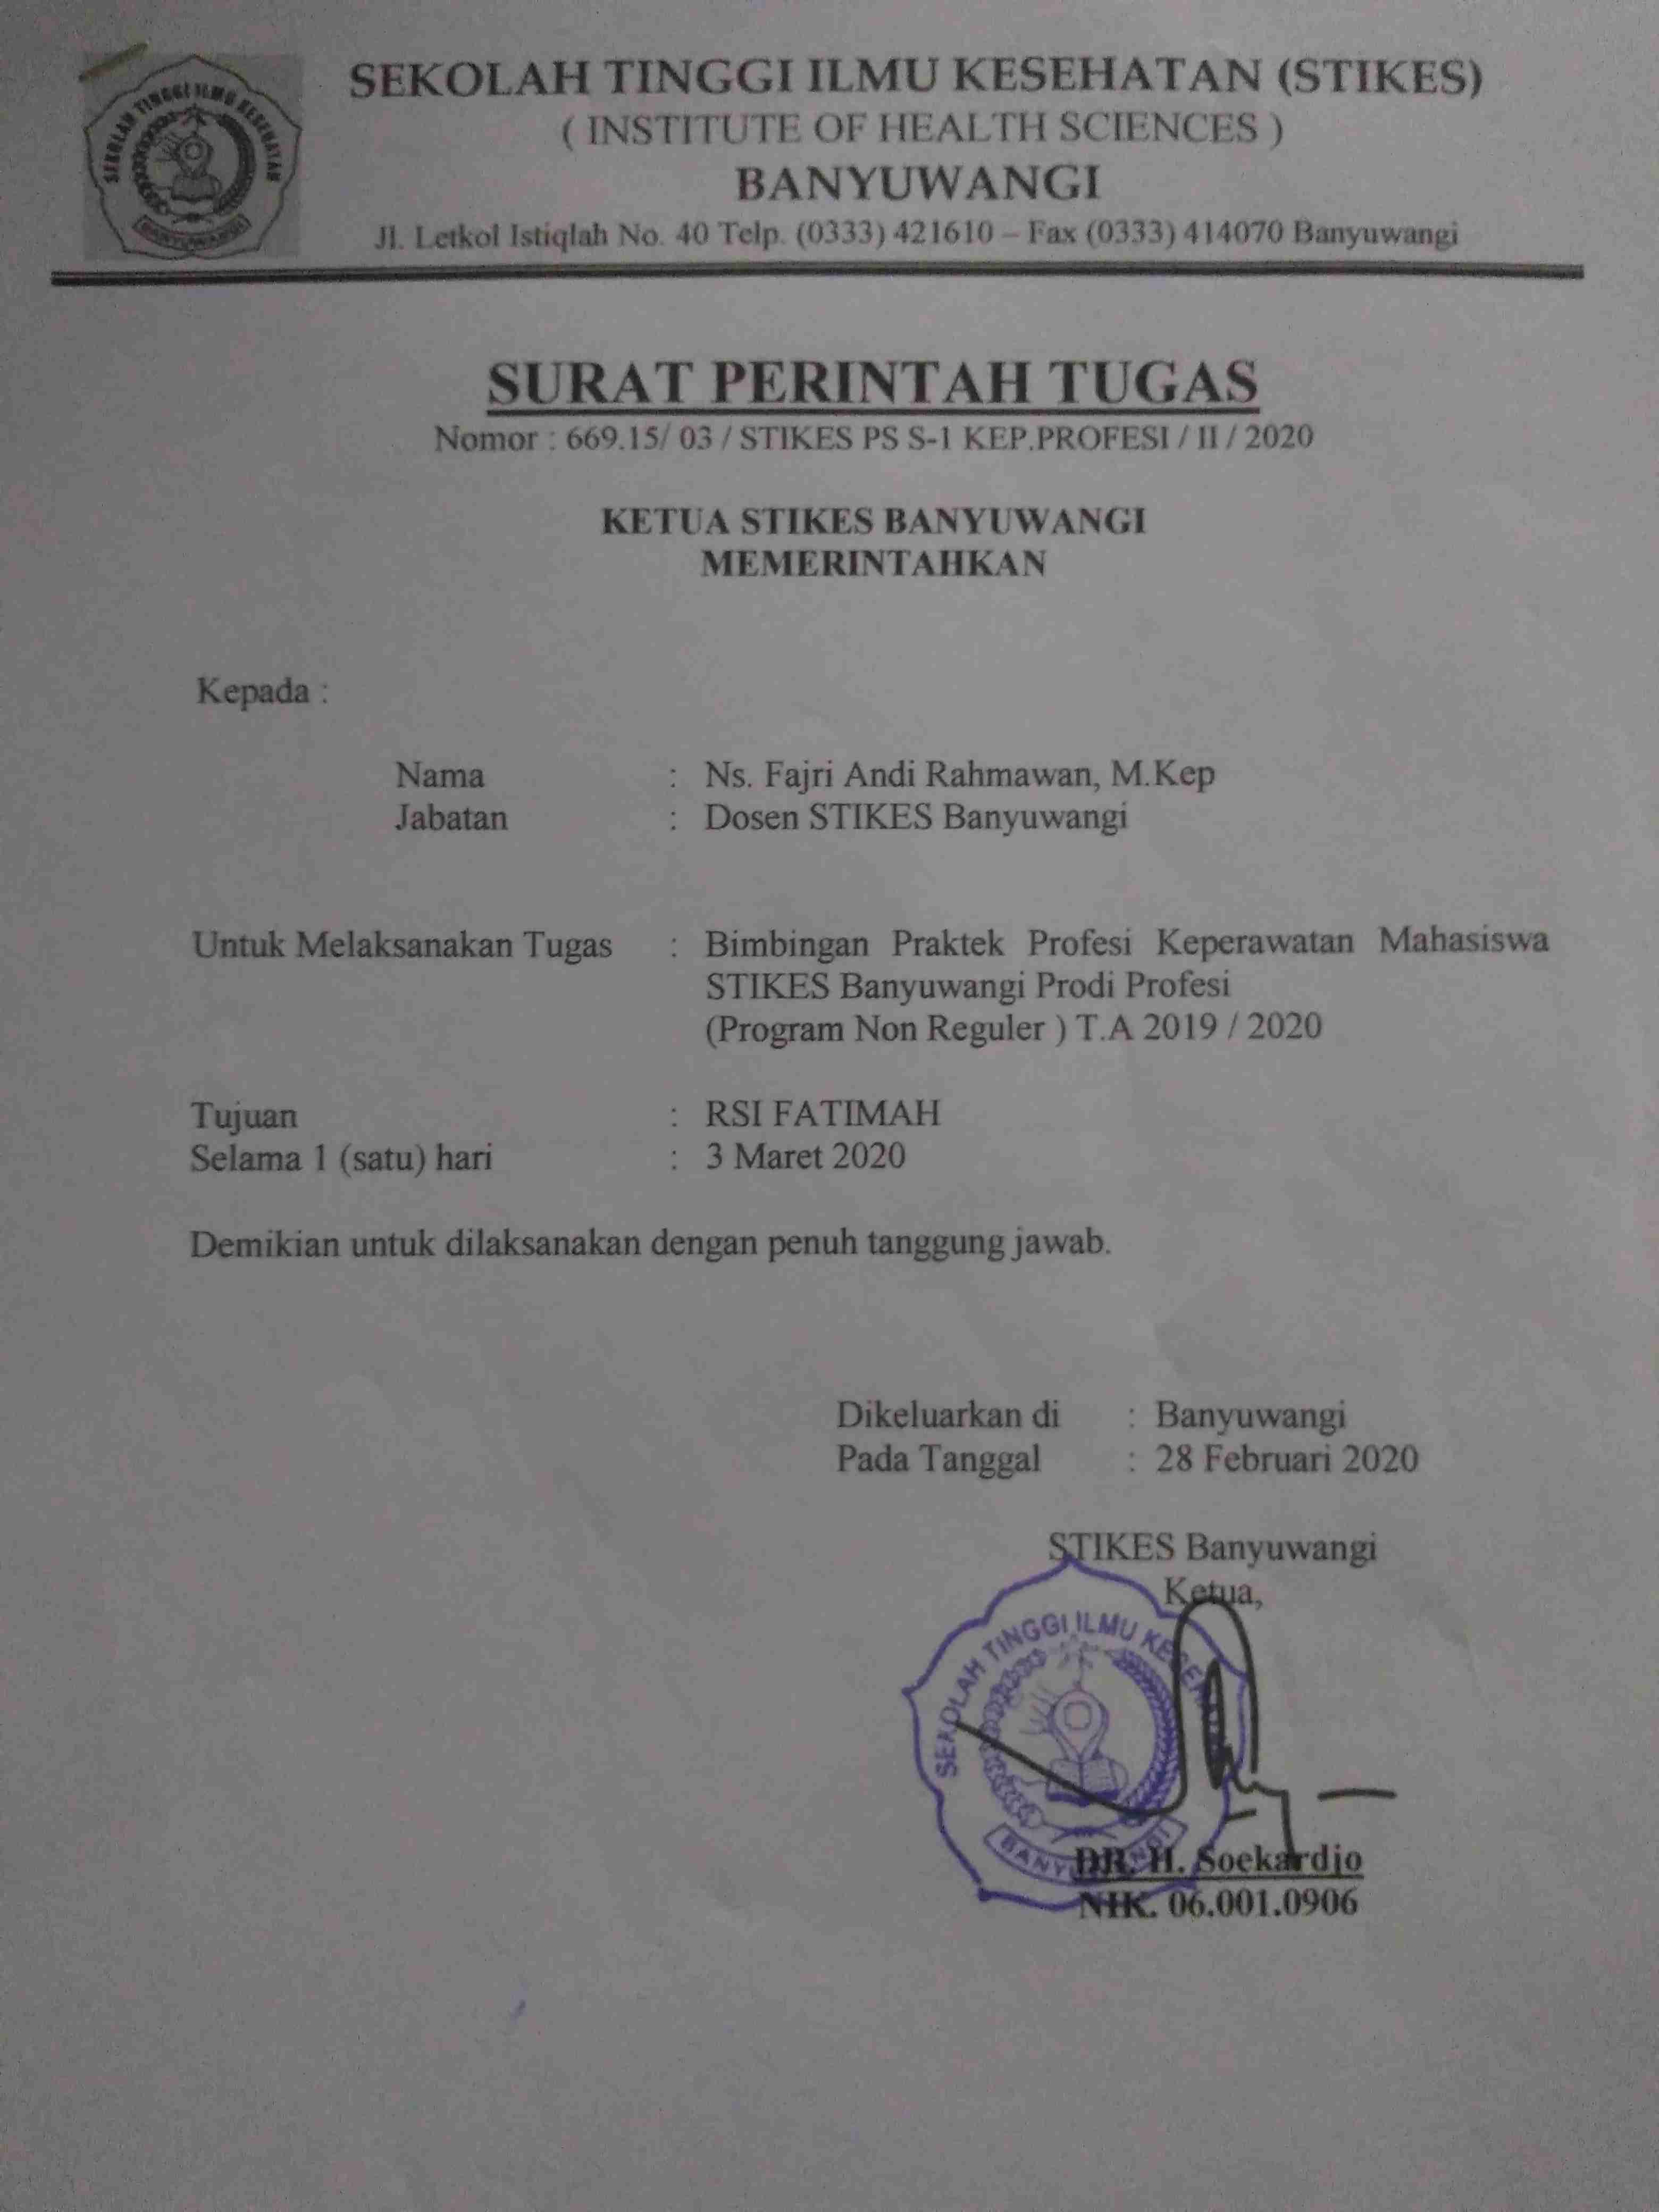 SEKOLAH TINGGI ILMU KESEHATAN
BANYUWANGI
SEKOLAH TINGGI ILMU KESEHATAN (STIKES)
( INSTITUTE OF HEALTH SCIENCES )
BANYUWANGI
Jl. Letkol Istiqlah No. 40 Telp. (0333) 421610 – Fax (0333) 414070 Banyuwangi
SURAT PERINTAH TUGAS
Nomor : 669.15/ 03 / STIKES PS S-1 KEP.PROFESI / II / 2020
KETUA STIKES BANYUWANGI
MEMERINTAHKAN
Kepada :
Nama : Ns. Fajri Andi Rahmawan, M.Kep
Jabatan : Dosen STIKES Banyuwangi
Untuk Melaksanakan Tugas : Bimbingan Praktek Profesi Keperawatan Mahasiswa
STIKES Banyuwangi Prodi Profesi
(Program Non Reguler ) T.A 2019 / 2020
Tujuan : RSI FATIMAH
Selama 1 (satu) hari : 3 Maret 2020
Demikian untuk dilaksanakan dengan penuh tanggung jawab.
Dikeluarkan di : Banyuwangi
Pada Tanggal : 28 Februari 2020
STIKES Banyuwangi
Ketua,
SEKOLAH TINGGI ILMU
DR. H. Soekardjo
NIK. 06.001.0906